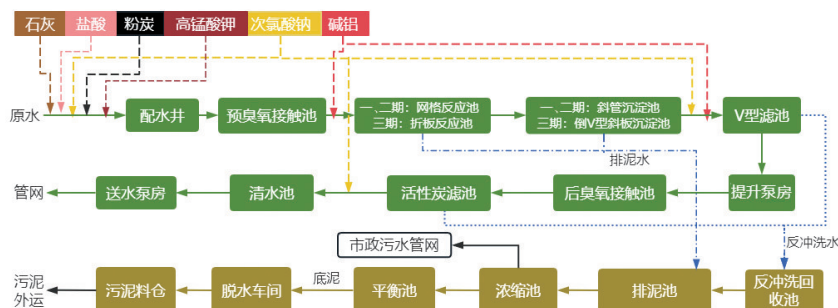 石灰 盐酸 粉炭 高锰酸钾 次氯酸钠 碱铝
原水
配水井
预臭氧接触池
一、二期：网格反应池
三期：折板反应池
一、二期：斜管沉淀池
三期：倒V型斜板沉淀池
V型滤池
排泥水
管网
送水泵房
清水池
活性炭滤池
后臭氧接触池
提升泵房
市政污水管网
反冲洗水
污泥
外运
污泥料仓
脱水车间
底泥
平衡池
浓缩池
排泥池
反冲洗回
收池